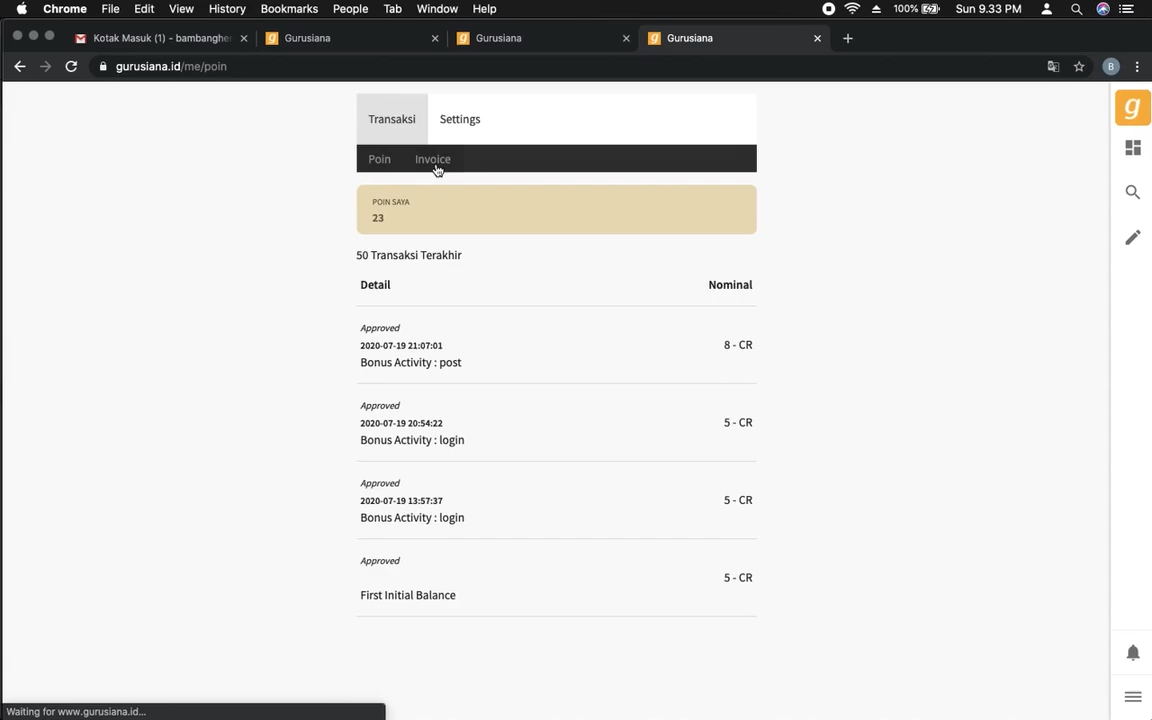 Chrome File Edit View History Bookmarks People Tab Window Help 100% Sun 9.33 PM
Kotak Masuk (1) - bambanghe Gurusiana Gurusiana Gurusiana
gurusiana.id/me/poin B
g
Transaksi Settings
Poin Invoice
POIN SAYA
23
50 Transaksi Terakhir
Detail Nominal
Approved
2020-07-19 21:07:01 8 - CR
Bonus Activity : post
Approved
2020-07-19 20:54:22 5 - CR
Bonus Activity : login
Approved
2020-07-19 13:57:37 5 - CR
Bonus Activity : login
Approved
5 - CR
First Initial Balance
Waiting for www.gurusiana.id...